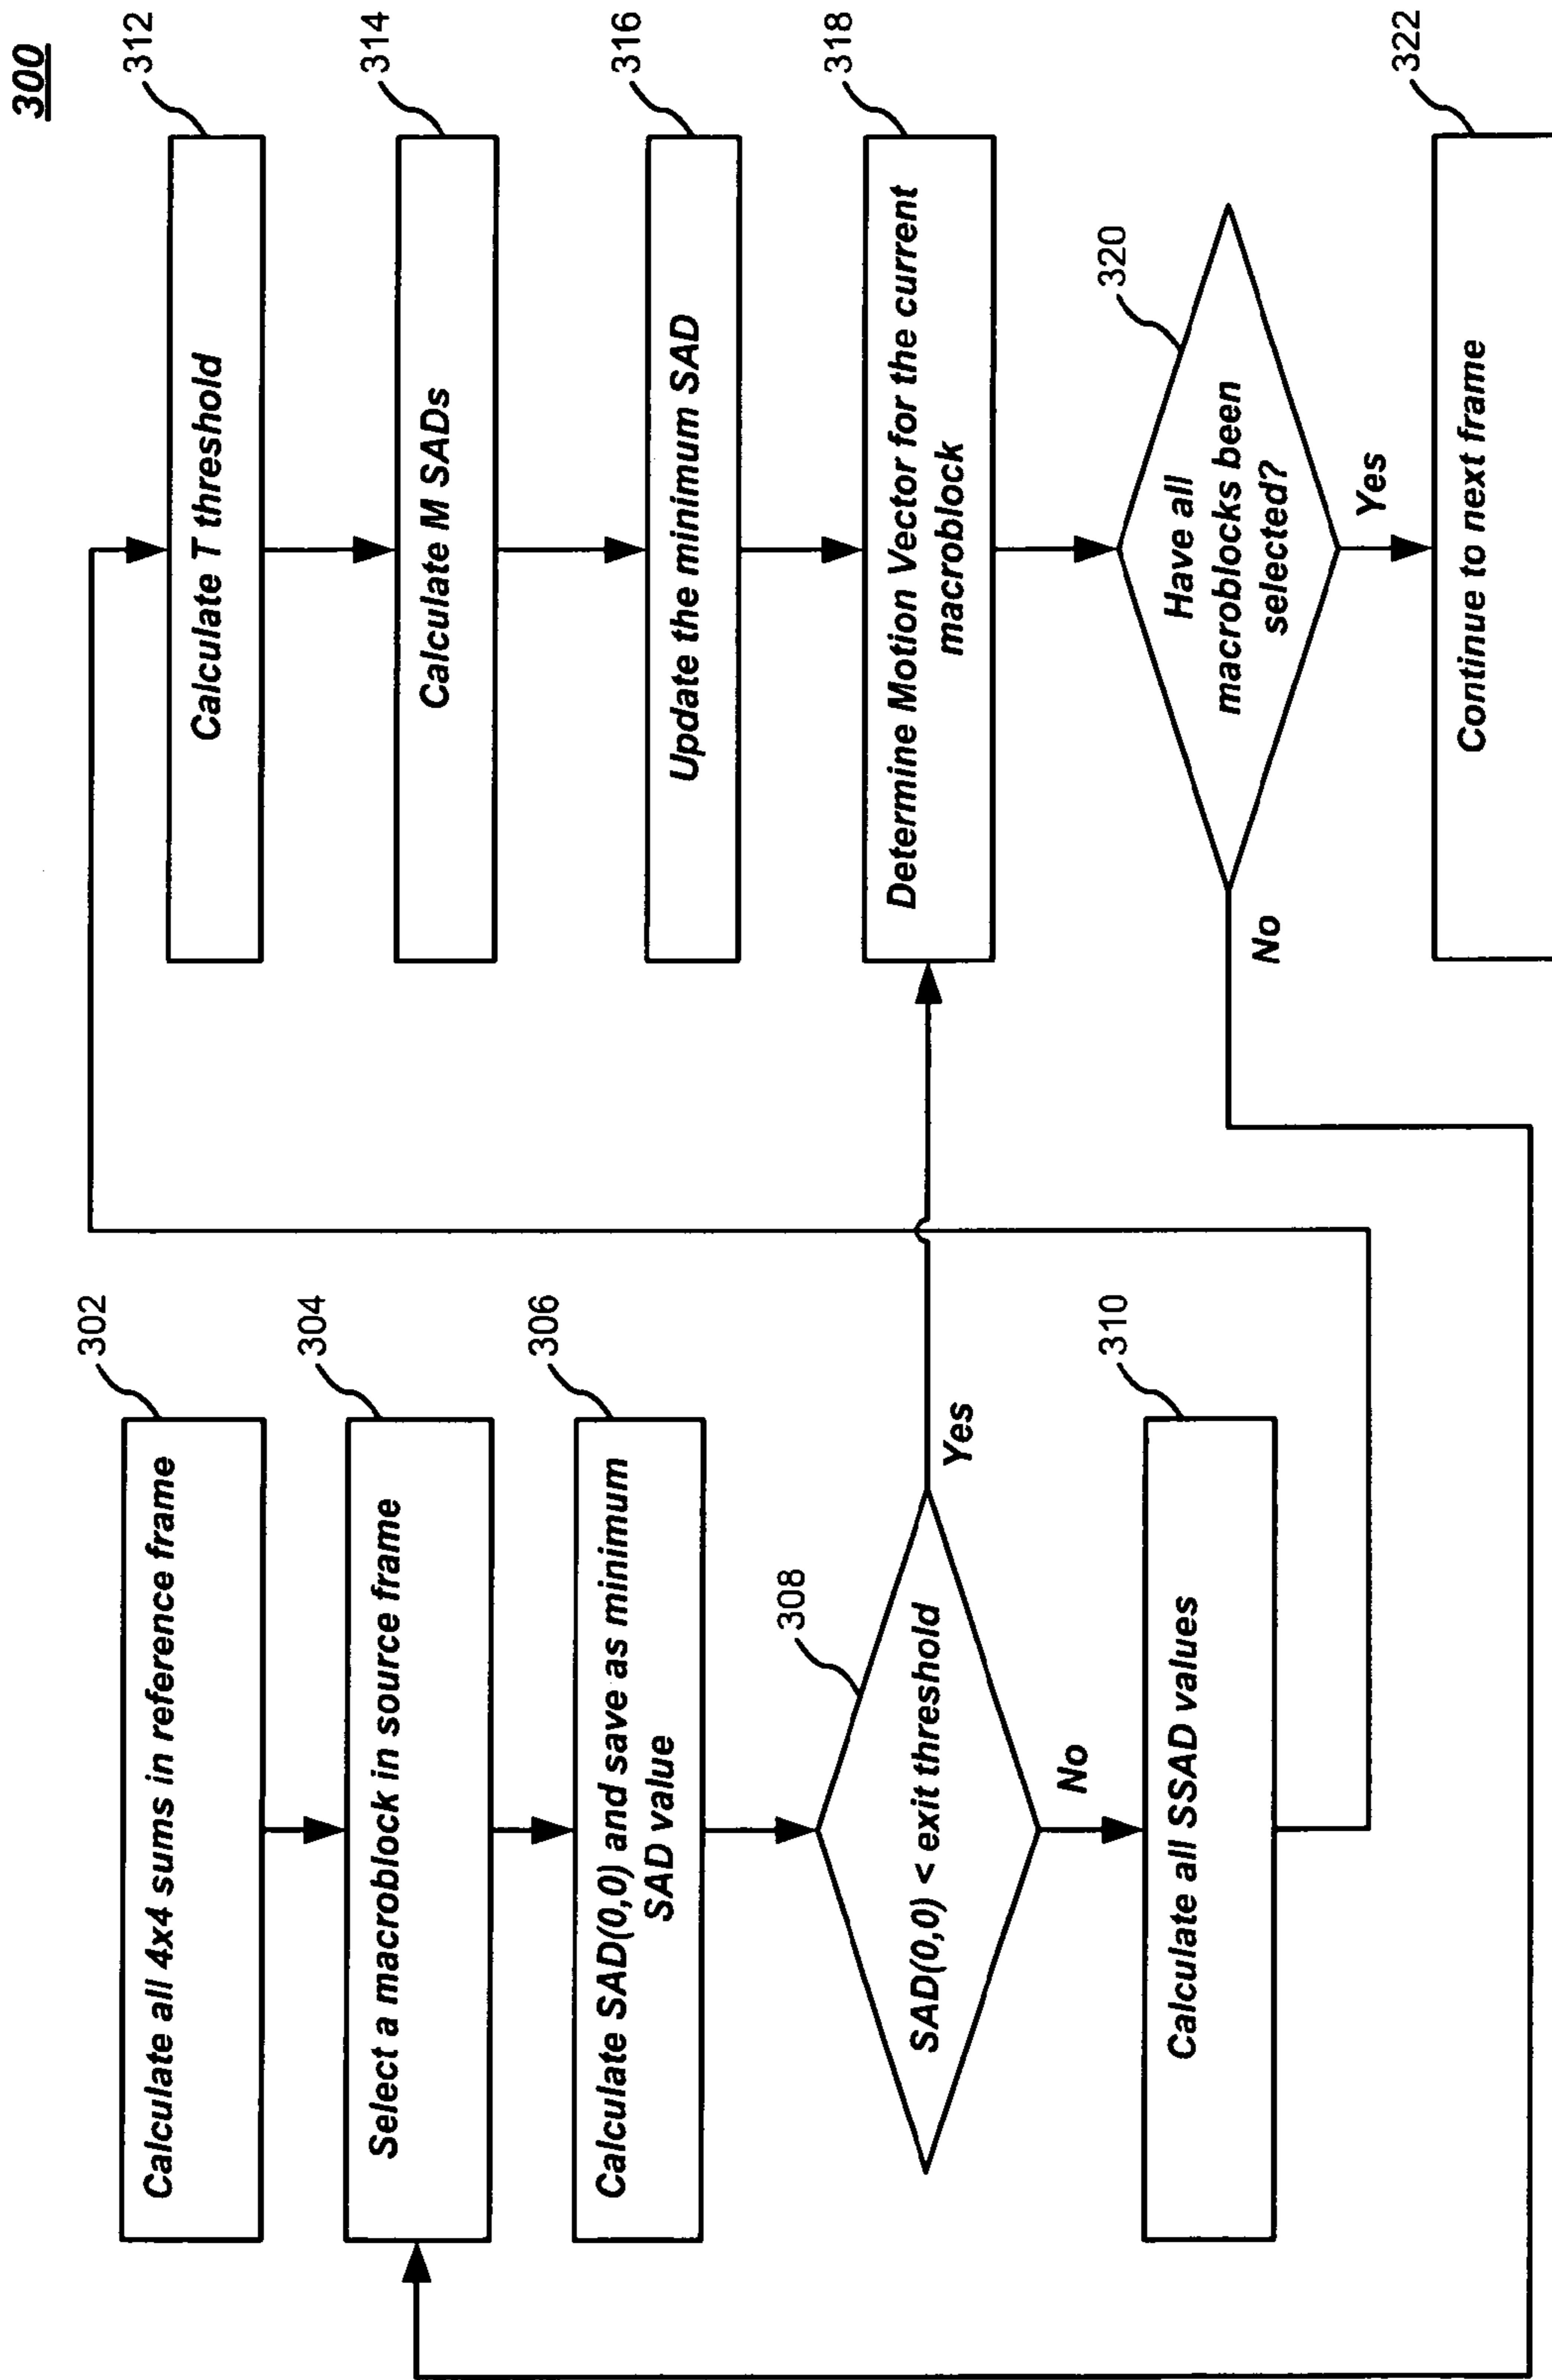 300
302
Calculate all 4x4 sums in reference frame
304
Select a macroblock in source frame
306
Calculate SAD(0,0) and save as minimum
SAD value
308
SAD(0,0) < exit threshold
Yes
No
310
Calculate all SSAD values
312
Calculate T threshold
314
Calculate M SADs
316
Update the minimum SAD
318
Determine Motion Vector for the current
macroblock
320
Have all
macroblocks been
selected?
No
Yes
322
Continue to next frame